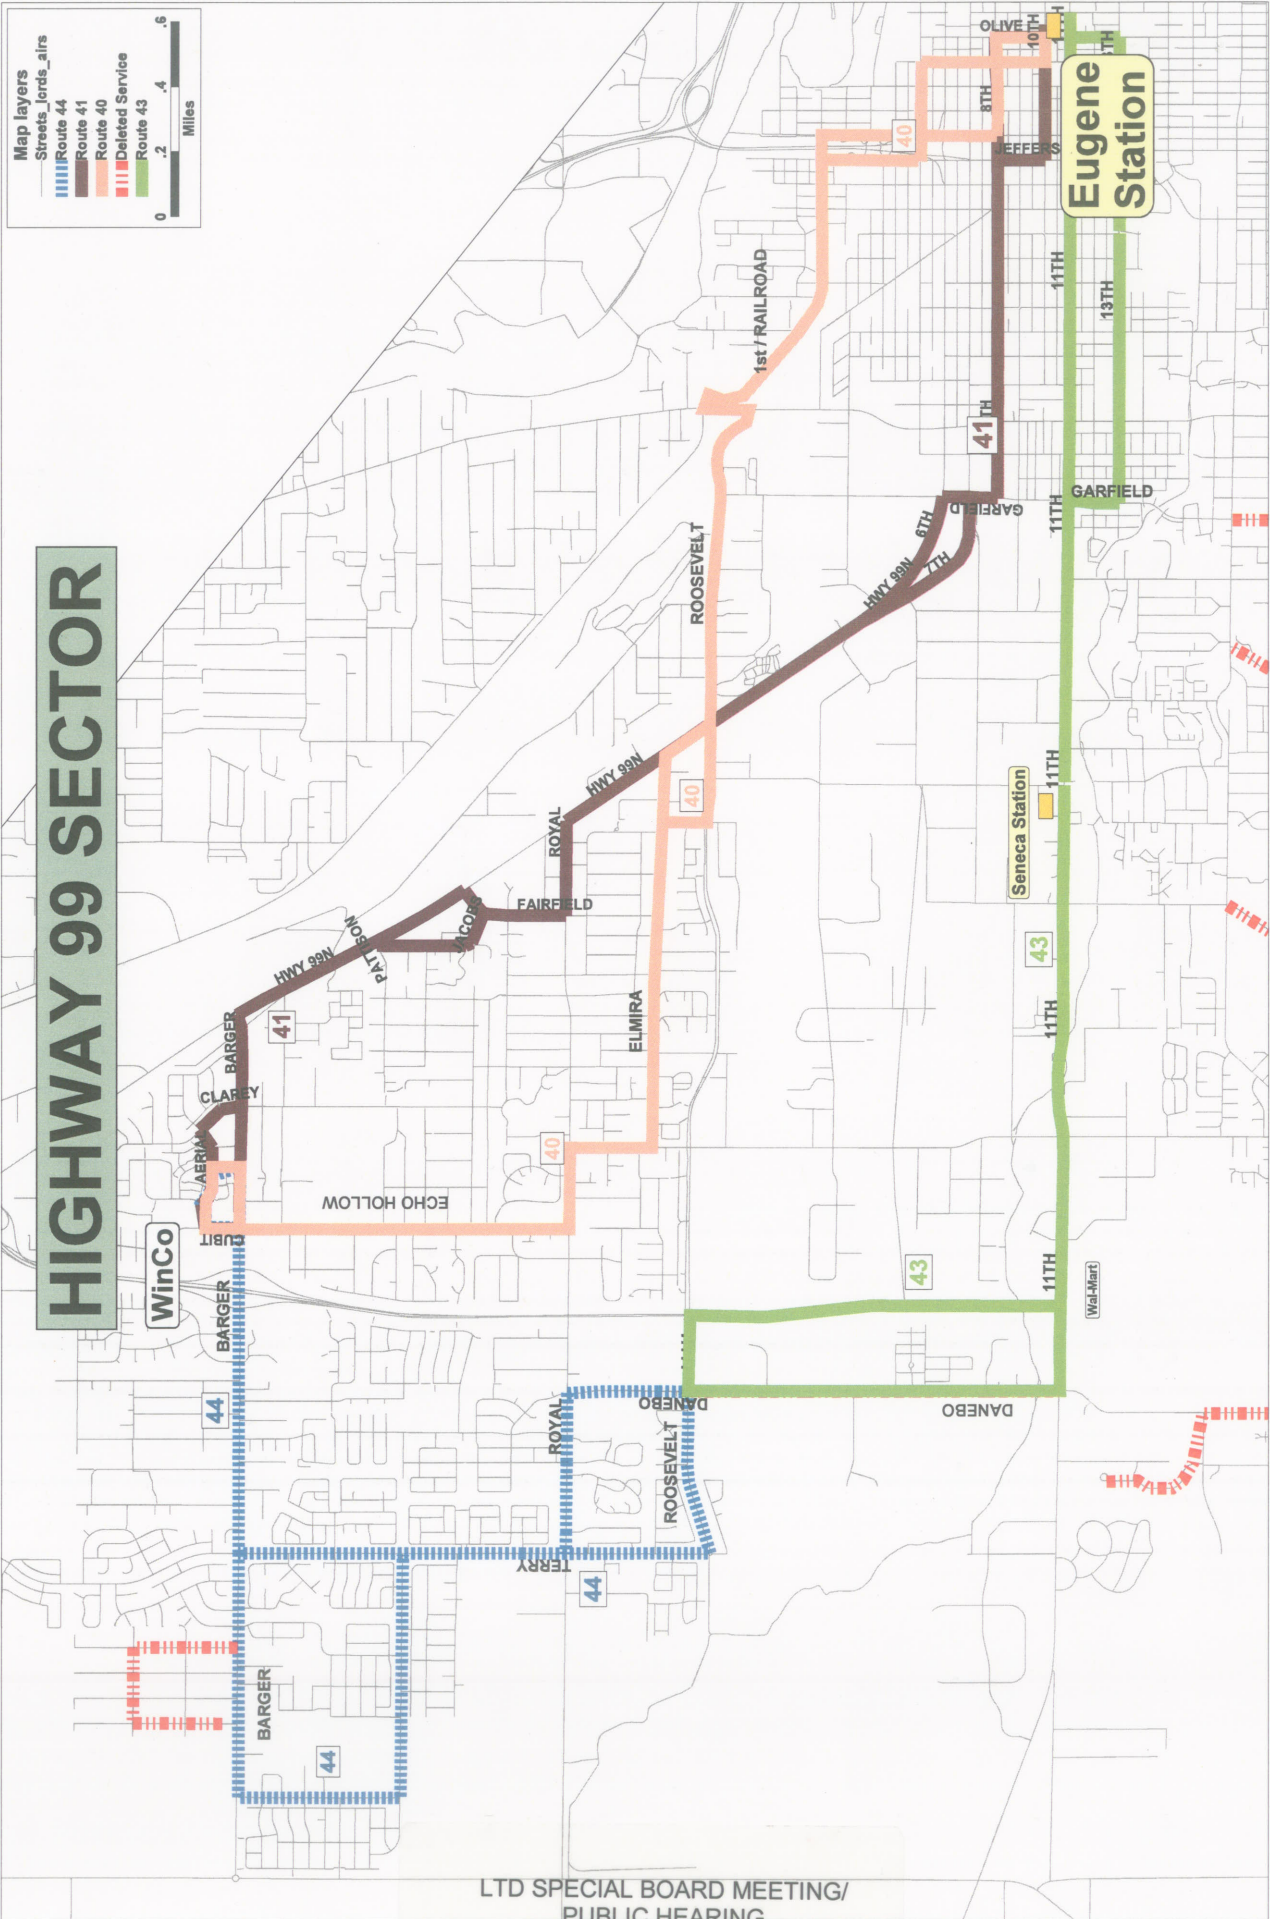 HIGHWAY 99 SECTOR
Map layers
Streets_lcrds_airs
Route 44
Route 41
Route 40
Deleted Service
Route 43
0 .2 .4 .6
Miles
WinCo
AERIAL
CLAREY
BARGER
CUBIT
BARGER
44
BARGER
44
TERRY
44
ROYAL
DANEBO
ROOSEVELT
DANEBO
41
HWY 99N
PATTISON
JACOBS
FAIRFIELD
ROYAL
HWY 99N
ECHO HOLLOW
40
ELMIRA
40
ROOSEVELT
1st / RAILROAD
40
HWY 99N
6TH
7TH
GARFIELD
41
TH
8TH
JEFFERS
OLIVE
10TH
Eugene
Station
11TH
13TH
GARFIELD
11TH
11TH
Seneca Station
43
11TH
43
11TH
Wal-Mart
LTD SPECIAL BOARD MEETING/
PUBLIC HEARING